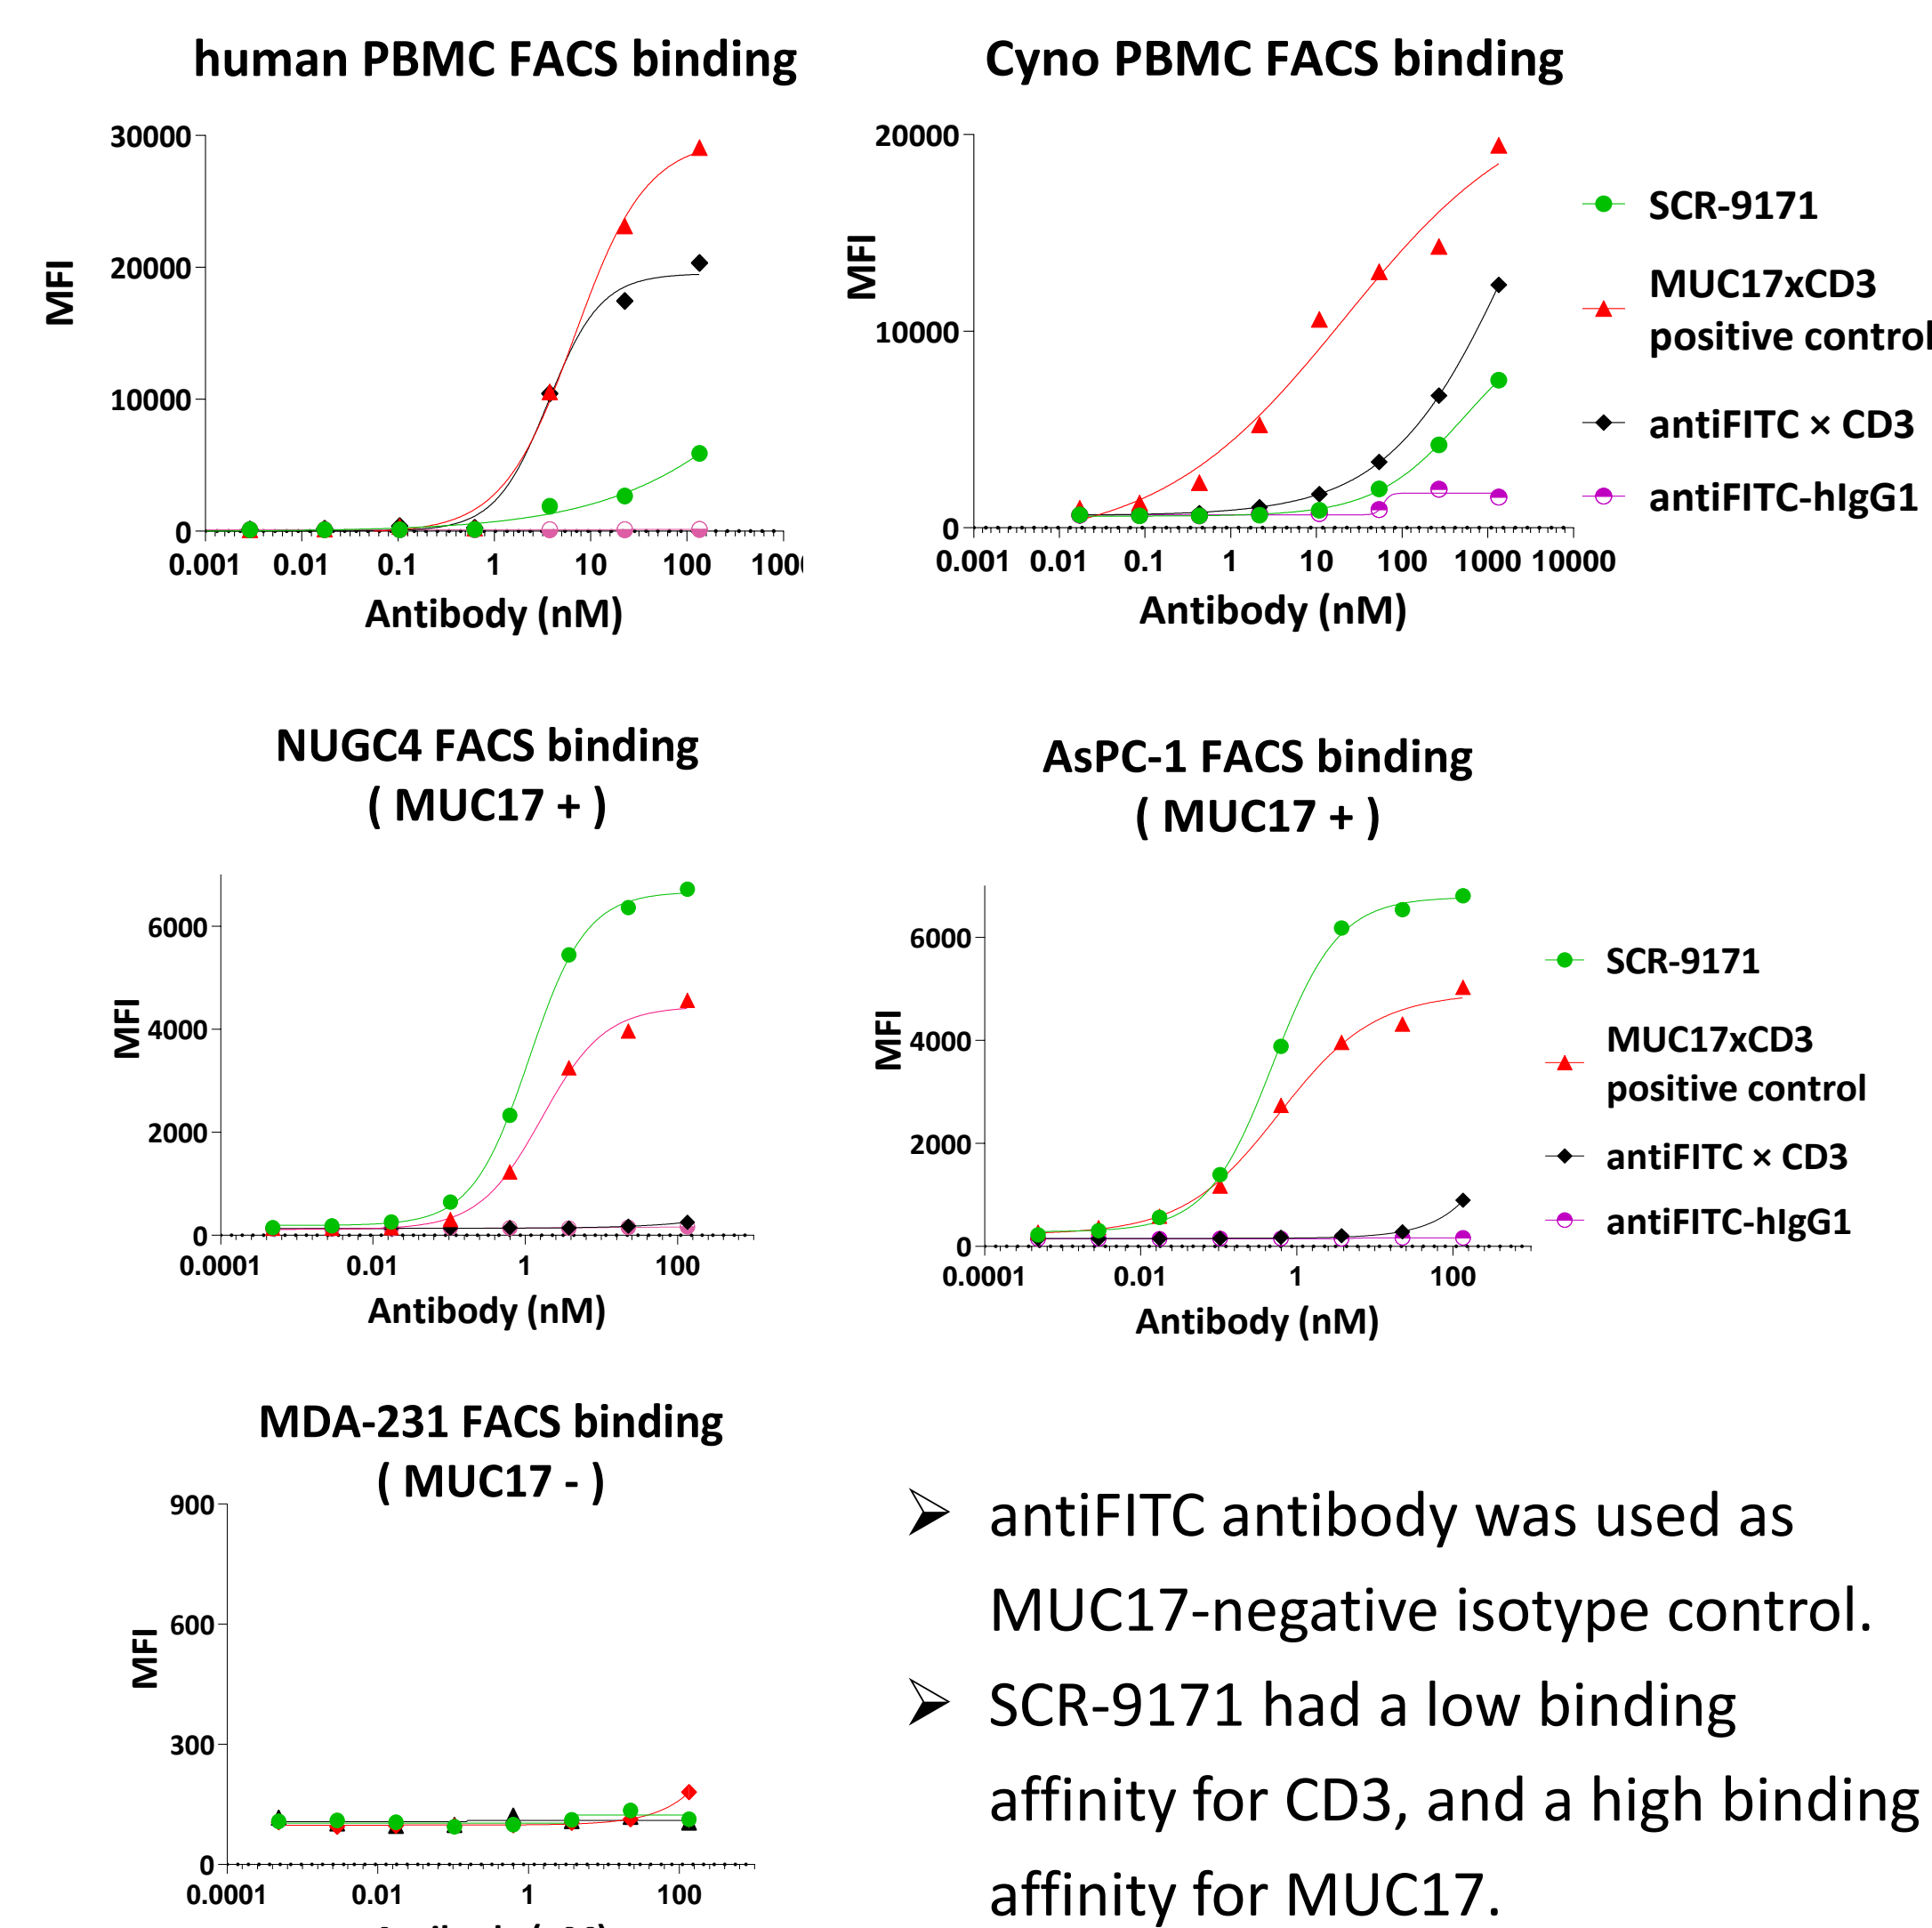 human PBMC FACS binding
30000
20000
10000
0
MFI
0.001 0.01 0.1 1 10 100
Antibody (nM)
Cyno PBMC FACS binding
20000
10000
0
MFI
0.001 0.01 0.1 1 10 100 1000 10000
Antibody (nM)
SCR-9171
MUC17xCD3
positive control
antiFITC × CD3
antiFITC-hIgG1
NUGC4 FACS binding
( MUC17 + )
6000
4000
2000
0
MFI
0.0001 0.01 1 100
Antibody (nM)
AsPC-1 FACS binding
( MUC17 + )
6000
4000
2000
0
MFI
0.0001 0.01 1 100
Antibody (nM)
SCR-9171
MUC17xCD3
positive control
antiFITC × CD3
antiFITC-hIgG1
MDA-231 FACS binding
( MUC17 - )
900
600
300
0
MFI
0.0001 0.01 1 100
antiFITC antibody was used as
MUC17-negative isotype control.
SCR-9171 had a low binding
affinity for CD3, and a high binding
affinity for MUC17.